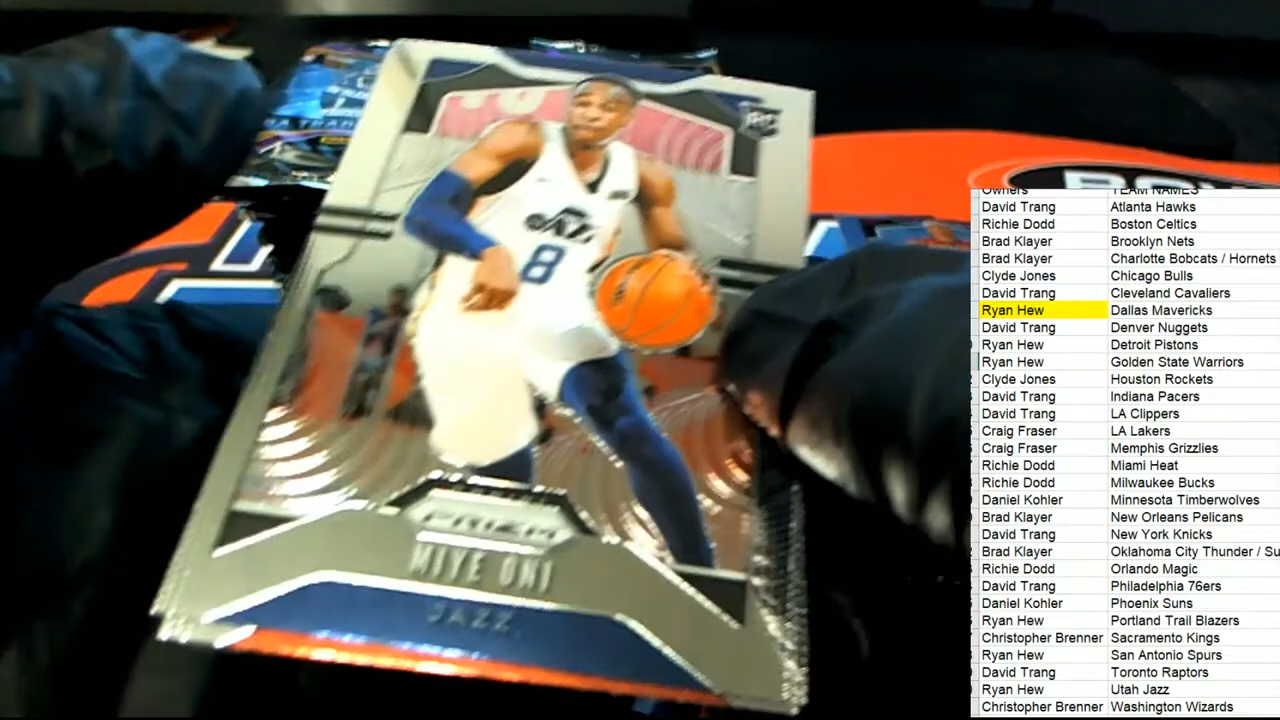 RC
JAZZ
8
PRIZM
MIYE ONI
JAZZ
Owners TEAM NAMES
David Trang Atlanta Hawks
Richie Dodd Boston Celtics
Brad Klayer Brooklyn Nets
Brad Klayer Charlotte Bobcats / Hornets
Clyde Jones Chicago Bulls
David Trang Cleveland Cavaliers
Ryan Hew Dallas Mavericks
David Trang Denver Nuggets
Ryan Hew Detroit Pistons
Ryan Hew Golden State Warriors
Clyde Jones Houston Rockets
David Trang Indiana Pacers
David Trang LA Clippers
Craig Fraser LA Lakers
Craig Fraser Memphis Grizzlies
Richie Dodd Miami Heat
Richie Dodd Milwaukee Bucks
Daniel Kohler Minnesota Timberwolves
Brad Klayer New Orleans Pelicans
David Trang New York Knicks
Brad Klayer Oklahoma City Thunder / Su
Richie Dodd Orlando Magic
David Trang Philadelphia 76ers
Daniel Kohler Phoenix Suns
Ryan Hew Portland Trail Blazers
Christopher Brenner Sacramento Kings
Ryan Hew San Antonio Spurs
David Trang Toronto Raptors
Ryan Hew Utah Jazz
Christopher Brenner Washington Wizards